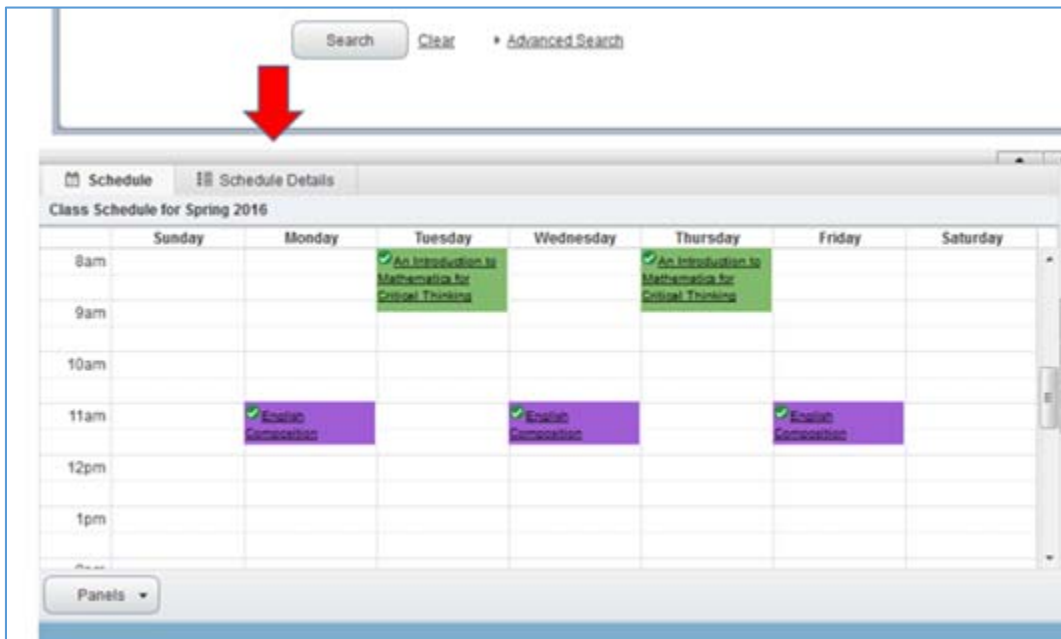 Search Clear Advanced Search
Schedule Schedule Details
Class Schedule for Spring 2016
Sunday Monday Tuesday Wednesday Thursday Friday Saturday
8am An Introduction to An Introduction to
Mathematics for Mathematics for
Critical Thinking Critical Thinking
9am
10am
11am English English English
Composition Composition Composition
12pm
1pm
Panels